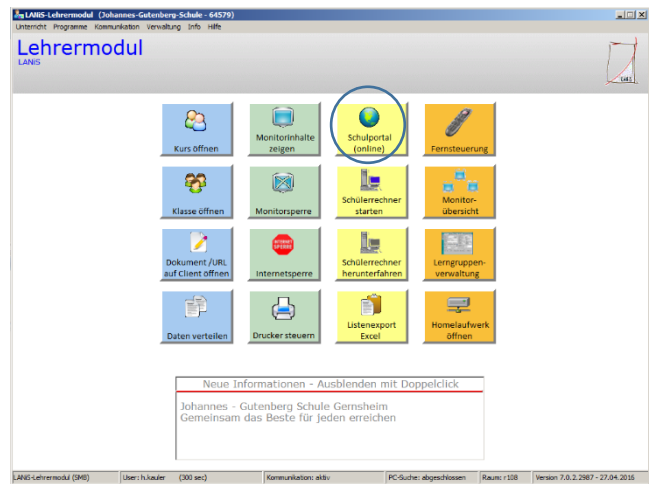 LANiS-Lehrermodul (Johannes-Gutenberg-Schule - 64579)
Unterricht Programme Kommunikation Verwaltung Info Hilfe
Lehrermodul
LANiS
LANiS
Kurs öffnen
Monitorinhalte
zeigen
Schulportal
(online)
Fernsteuerung
Klasse öffnen
Monitorsperre
Schülerrechner
starten
Monitor-
übersicht
Dokument /URL
auf Client öffnen
INTERNET
SPERRE
Internetsperre
Schülerrechner
herunterfahren
Lerngruppen-
verwaltung
Daten verteilen
Drucker steuern
Listenexport
Excel
Homelaufwerk
öffnen
Neue Informationen - Ausblenden mit Doppelclick
Johannes - Gutenberg Schule Gernsheim
Gemeinsam das Beste für jeden erreichen
LANiS-Lehrermodul (SMB) User: h.kauler (300 sec) Kommunikation: aktiv PC-Suche: abgeschlossen Raum: r108 Version 7.0.2.2987 - 27.04.2016